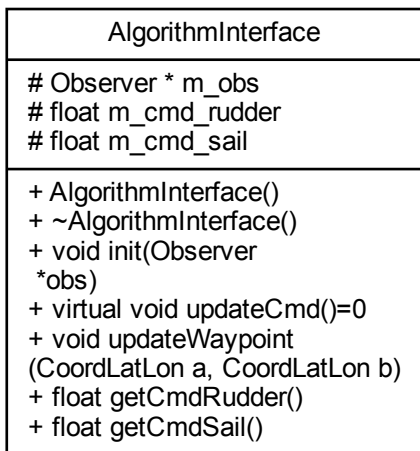 AlgorithmInterface
# Observer * m_obs
# float m_cmd_rudder
# float m_cmd_sail
+ AlgorithmInterface()
+ ~AlgorithmInterface()
+ void init(Observer
*obs)
+ virtual void updateCmd()=0
+ void updateWaypoint
(CoordLatLon a, CoordLatLon b)
+ float getCmdRudder()
+ float getCmdSail()